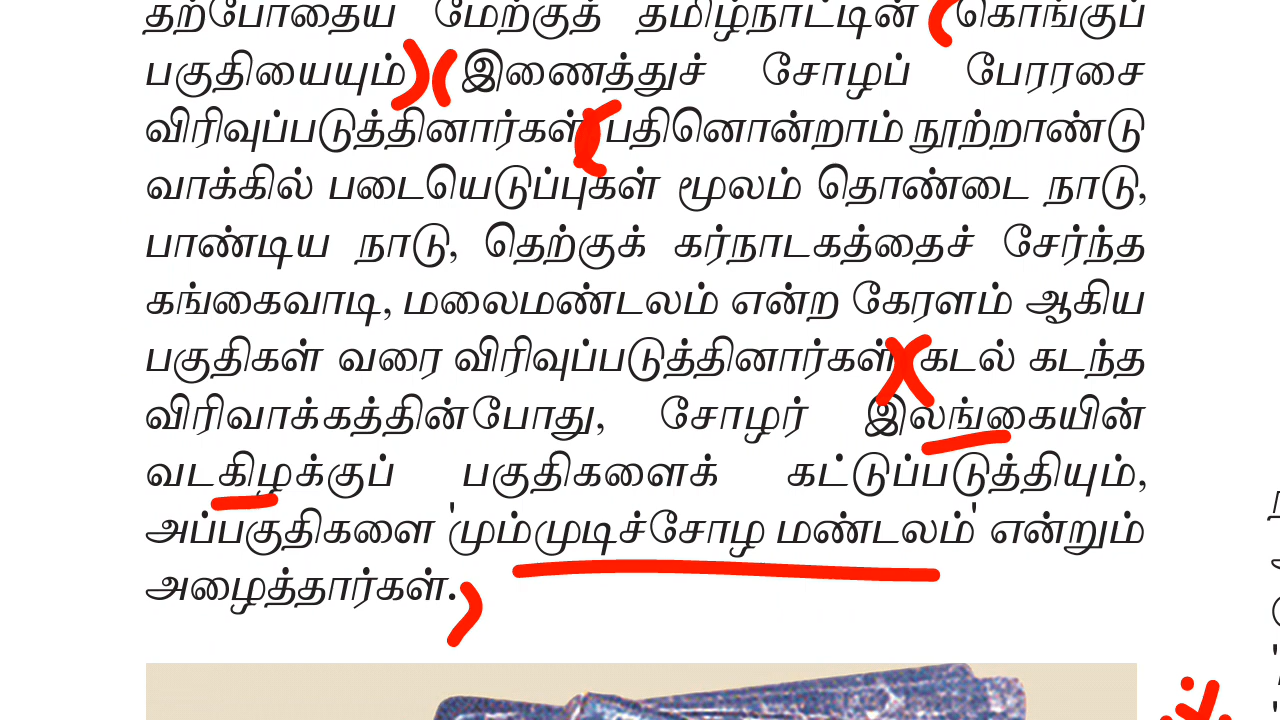 தற்போதைய மேற்குத் தமிழ்நாட்டின் கொங்குப்
பகுதியையும் இணைத்துச் சோழப் பேரரசை
விரிவுப்படுத்தினார்கள் பதினொன்றாம் நூற்றாண்டு
வாக்கில் படையெடுப்புகள் மூலம் தொண்டை நாடு,
பாண்டிய நாடு, தெற்குக் கர்நாடகத்தைச் சேர்ந்த
கங்கைவாடி, மலைமண்டலம் என்ற கேரளம் ஆகிய
பகுதிகள் வரை விரிவுப்படுத்தினார்கள் கடல் கடந்த
விரிவாக்கத்தின்போது, சோழர் இலங்கையின்
வடகிழக்குப் பகுதிகளைக் கட்டுப்படுத்தியும்,
அப்பகுதிகளை 'மும்முடிச்சோழ மண்டலம்' என்றும்
அழைத்தார்கள்.